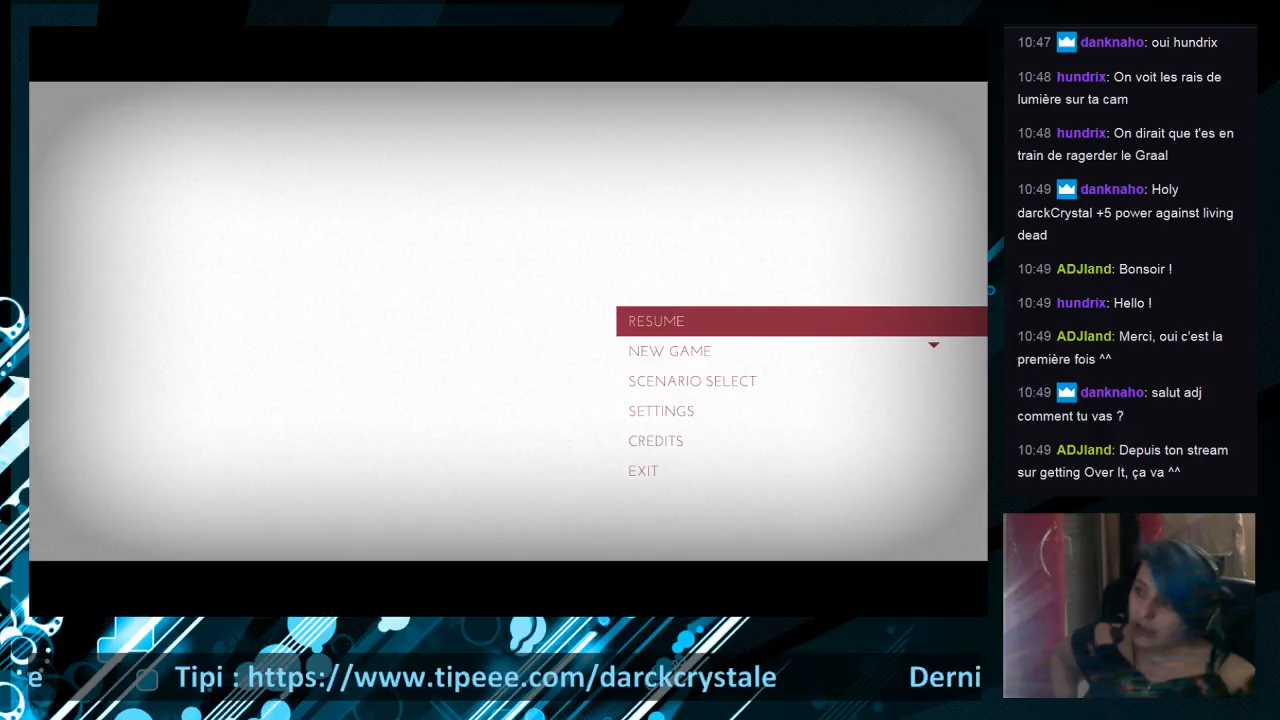 RESUME
NEW GAME
SCENARIO SELECT
SETTINGS
CREDITS
EXIT
10:47 danknaho: oui hundrix
10:48 hundrix: On voit les rais de
lumière sur ta cam
10:48 hundrix: On dirait que t'es en
train de ragerder le Graal
10:49 danknaho: Holy
darckCrystal +5 power against living
dead
10:49 ADJland: Bonsoir !
10:49 hundrix: Hello !
10:49 ADJland: Merci, oui c'est la
première fois ^^
10:49 danknaho: salut adj
comment tu vas ?
10:49 ADJland: Depuis ton stream
sur getting Over It, ça va ^^
e Tipi : https://www.tipeee.com/darckcrystale Derni